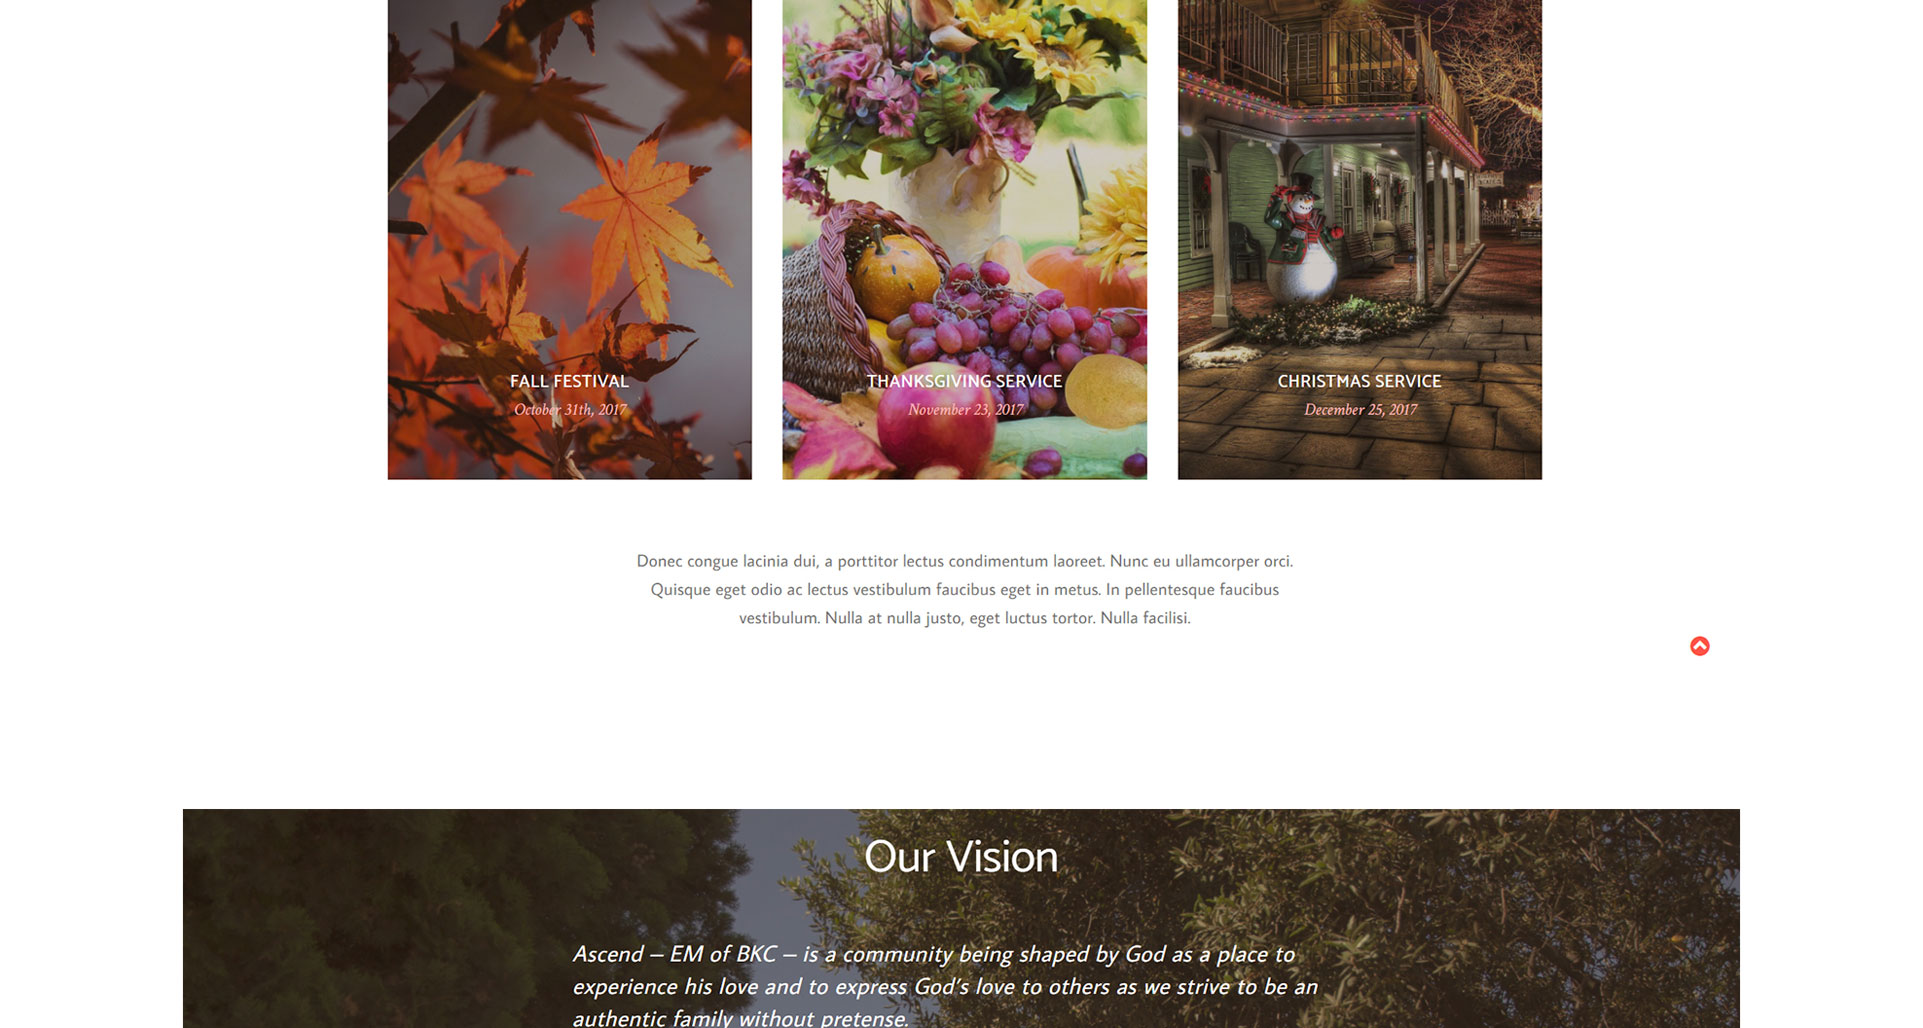 FALL FESTIVAL
October 31th, 2017
THANKSGIVING SERVICE
November 23, 2017
CHRISTMAS SERVICE
December 25, 2017
Donec congue lacinia dui, a porttitor lectus condimentum laoreet. Nunc eu ullamcorper orci.
Quisque eget odio ac lectus vestibulum faucibus eget in metus. In pellentesque faucibus
vestibulum. Nulla at nulla justo, eget luctus tortor. Nulla facilisi.
Our Vision
Ascend – EM of BKC – is a community being shaped by God as a place to
experience his love and to express God's love to others as we strive to be an
authentic family without pretense.